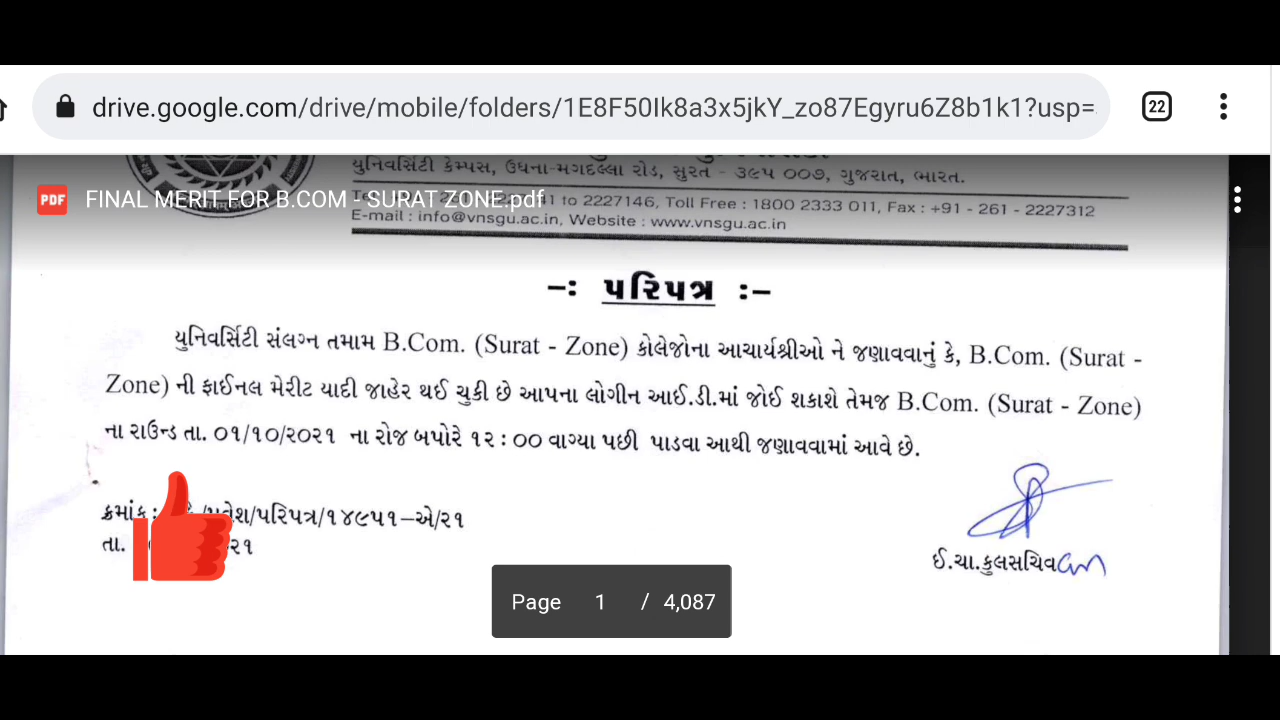 drive.google.com/drive/mobile/folders/1E8F50Ik8a3x5jkY_zo87Egyru6Z8b1k1?usp=
22
યુનિવર્સિટી કેમ્પસ, ઉધના-મગદલ્લા રોડ, સુરત - ૩૯૫ ૦૦૭, ગુજરાત, ભારત.
PDF FINAL MERIT FOR B.COM - SURAT ZONE.pdf
to 2227146, Toll Free : 1800 2333 011, Fax : +91 - 261 - 2227312
E-mail : info@vnsgu.ac.in, Website : www.vnsgu.ac.in
-: પરિપત્ર :-
યુનિવર્સિટી સંલગ્ન તમામ B.Com. (Surat - Zone) કોલેજોના આચાર્યશ્રીઓ ને જણાવવાનું કે, B.Com. (Surat -
Zone) ની ફાઈનલ મેરીટ યાદી જાહેર થઈ ચુકી છે આપના લોગીન આઈ.ડી.માં જોઈ શકાશે તેમજ B.Com. (Surat - Zone)
ના રાઉન્ડ તા. ૦૧/૧૦/૨૦૨૧ ના રોજ બપોરે ૧૨ : ૦૦ વાગ્યા પછી પાડવા આથી જણાવવામાં આવે છે.
ક્રમાંક : /પ્રવેશ/પરિપત્ર/૧૪૯૫૧-એ/૨૧
તા.
ઈ.ચા.કુલસચિવ
Page 1 / 4,087